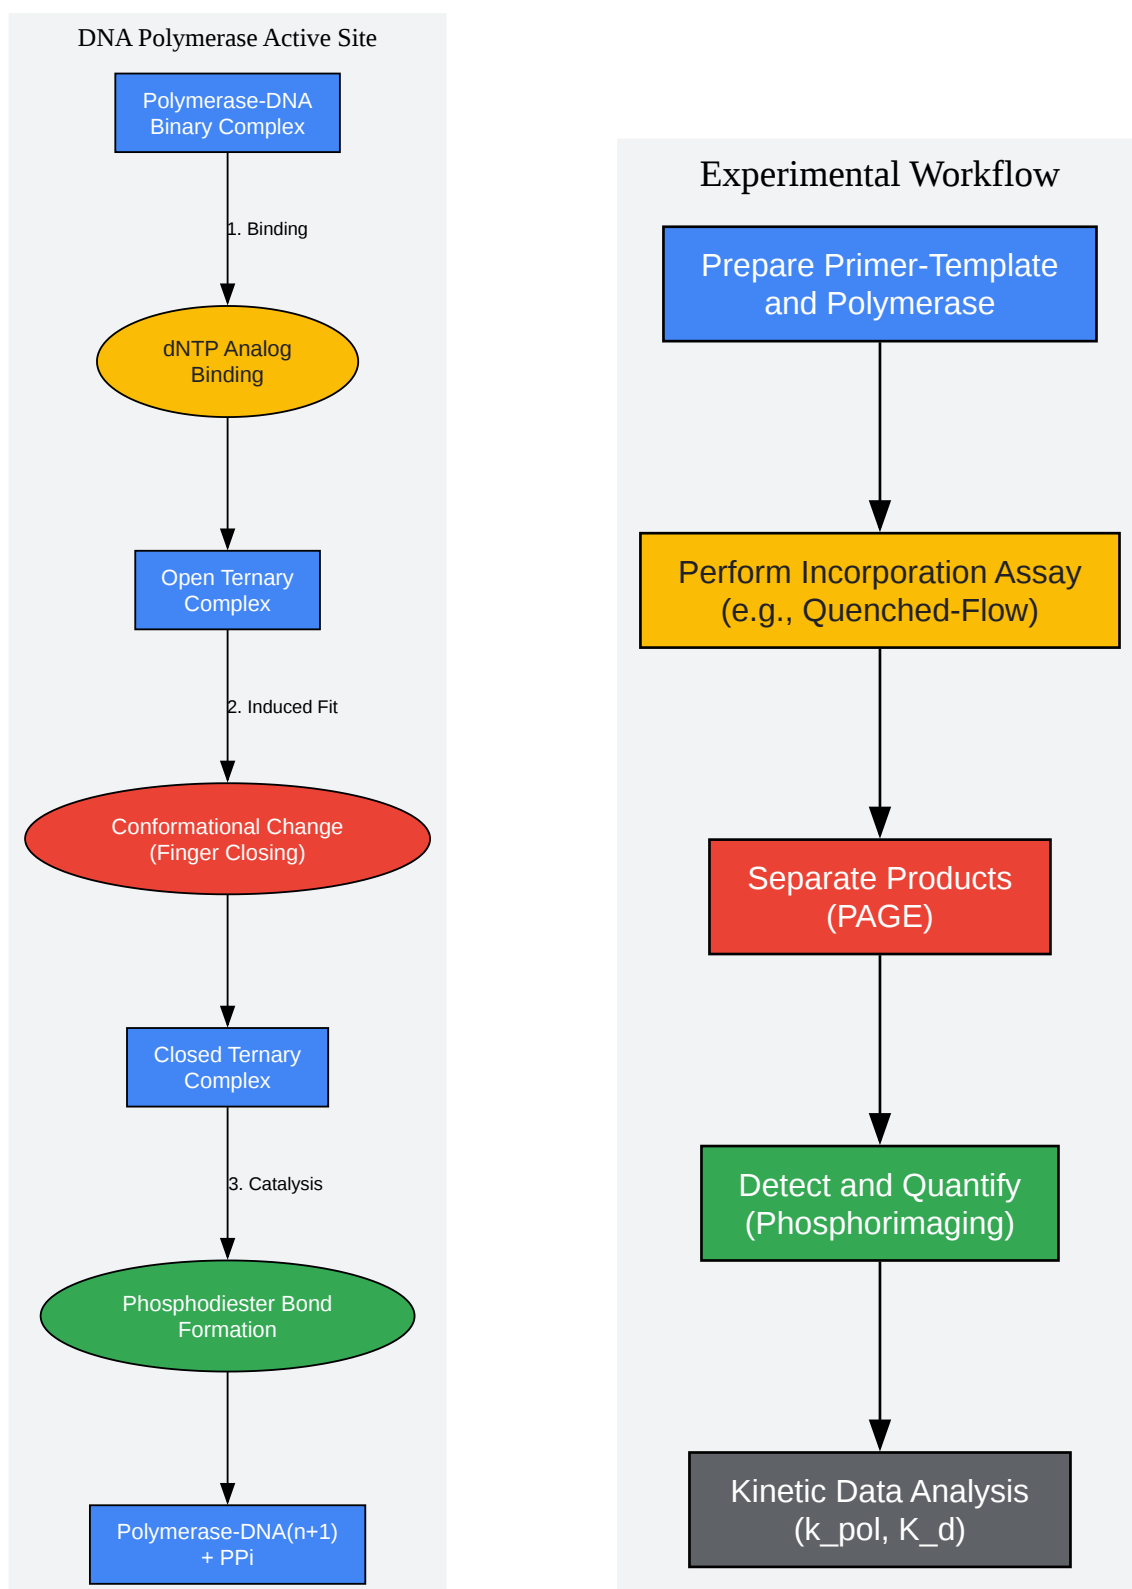 DNA Polymerase Active Site
Polymerase-DNA
Binary Complex
1. Binding
dNTP Analog
Binding
Open Ternary
Complex
2. Induced Fit
Conformational Change
(Finger Closing)
Closed Ternary
Complex
3. Catalysis
Phosphodiester Bond
Formation
Polymerase-DNA(n+1)
+ PPi
Experimental Workflow
Prepare Primer-Template
and Polymerase
Perform Incorporation Assay
(e.g., Quenched-Flow)
Separate Products
(PAGE)
Detect and Quantify
(Phosphorimaging)
Kinetic Data Analysis
(k_pol, K_d)